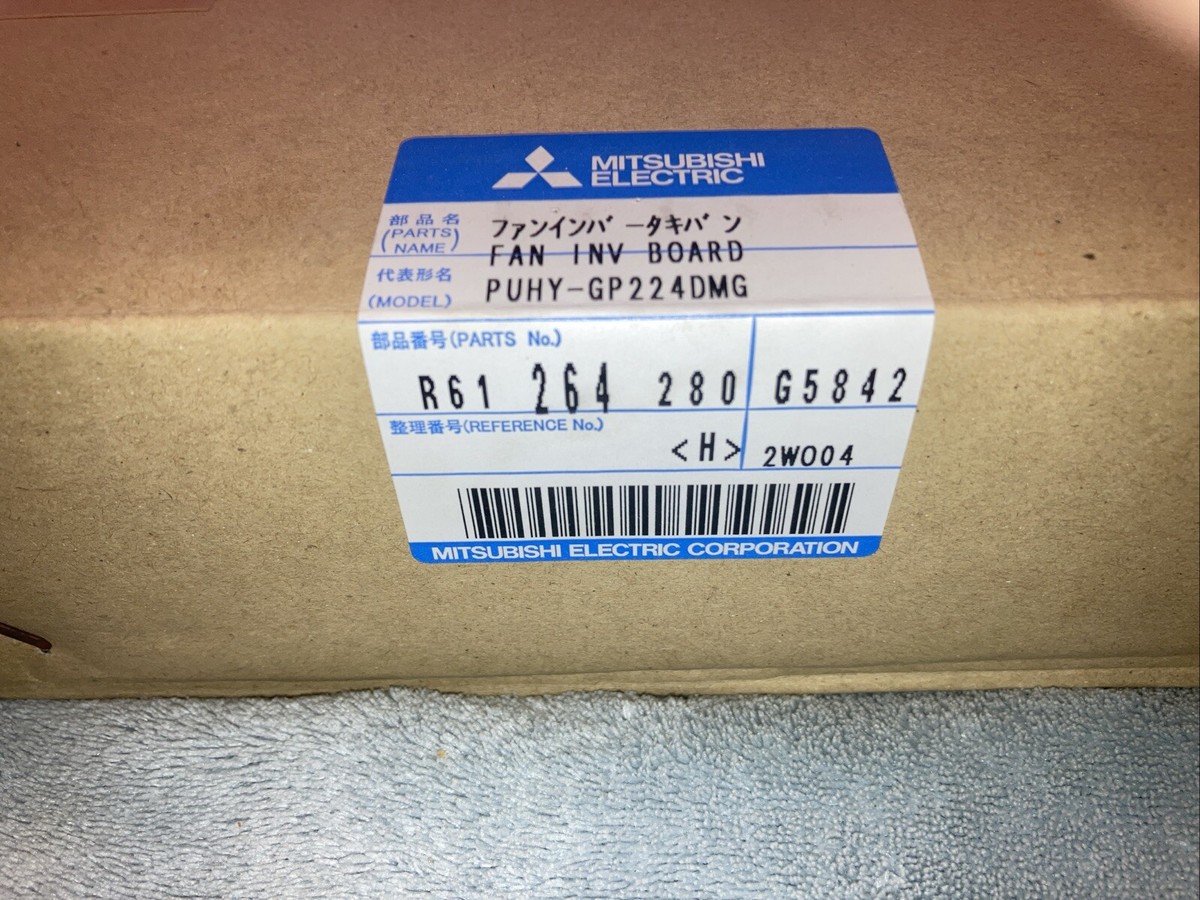 MITSUBISHI
ELECTRIC
部品名
(PARTS NAME)
ファンインバータキバン
FAN INV BOARD
代表形名
(MODEL)
PUHY-GP224DMG
部品番号(PARTS No.)
R61 264 280 G5842
整理番号(REFERENCE No.)
<H> 2W004
MITSUBISHI ELECTRIC CORPORATION